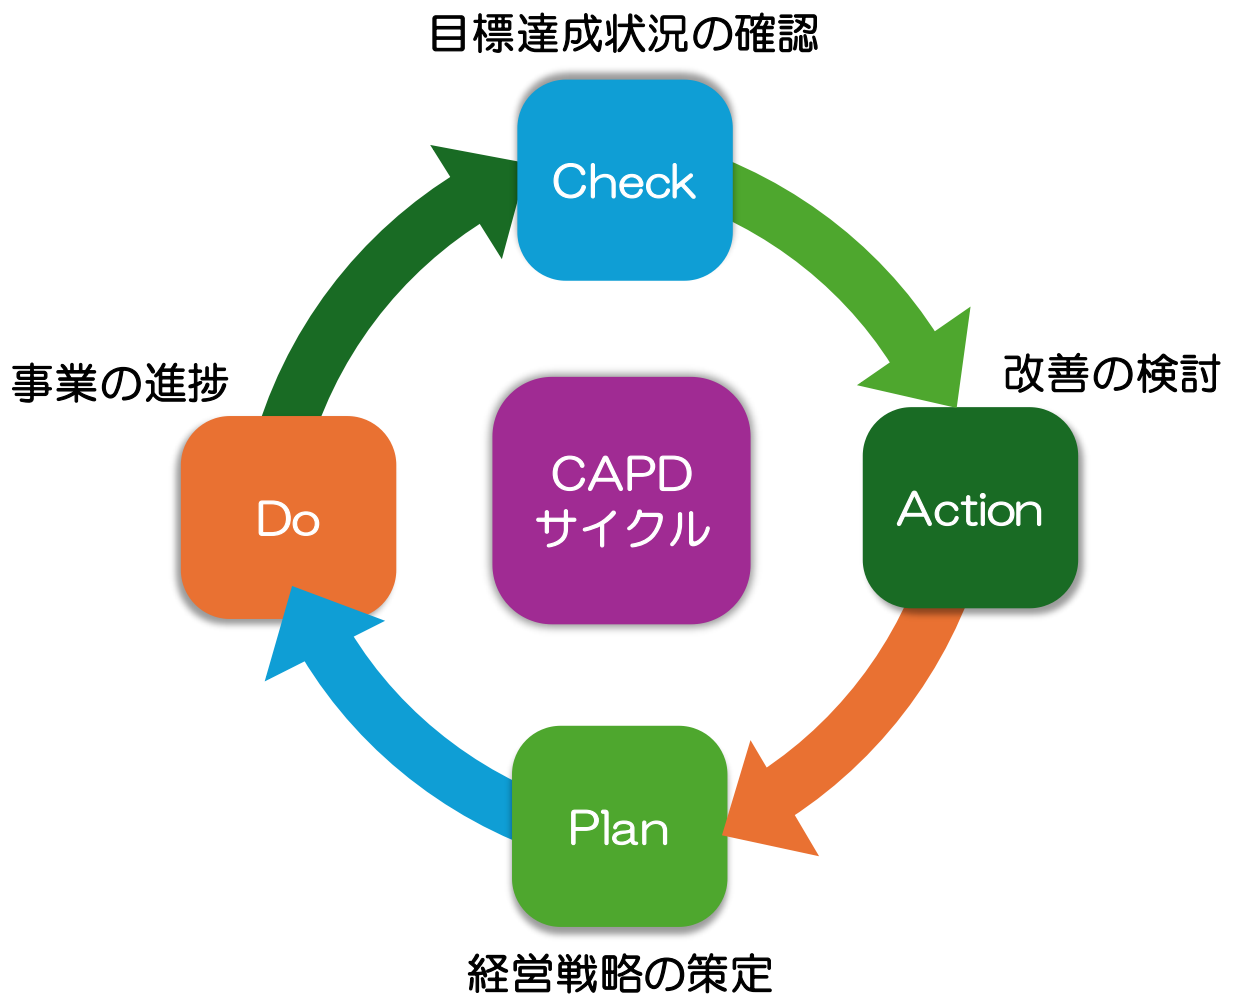 目標達成状況の確認
Check
事業の進捗
改善の検討
Do
CAPD
サイクル
Action
Plan
経営戦略の策定